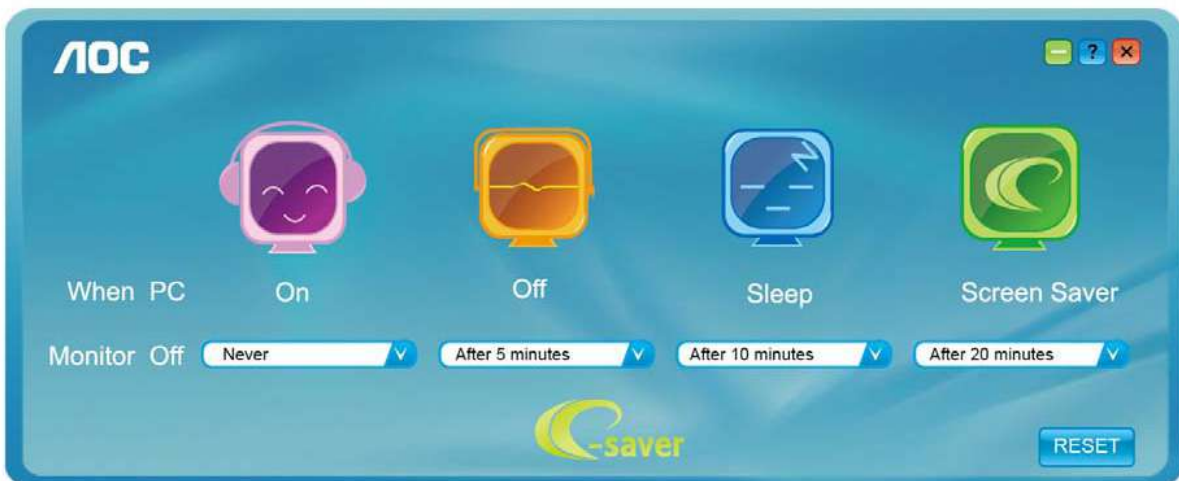 AOC
?
When PC On Off Sleep Screen Saver
Monitor Off Never After 5 minutes After 10 minutes After 20 minutes
e-saver
RESET